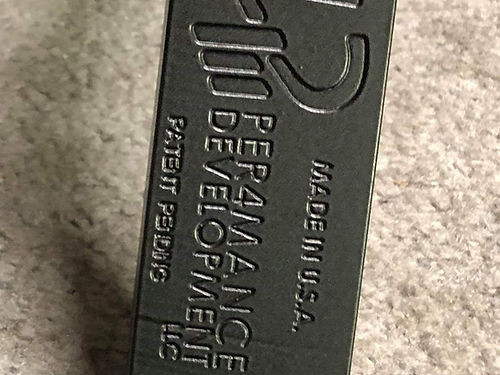 MADE IN U.S.A.
PER4MANCE
DEVELOPMENT
LLC
PATENT PENDING